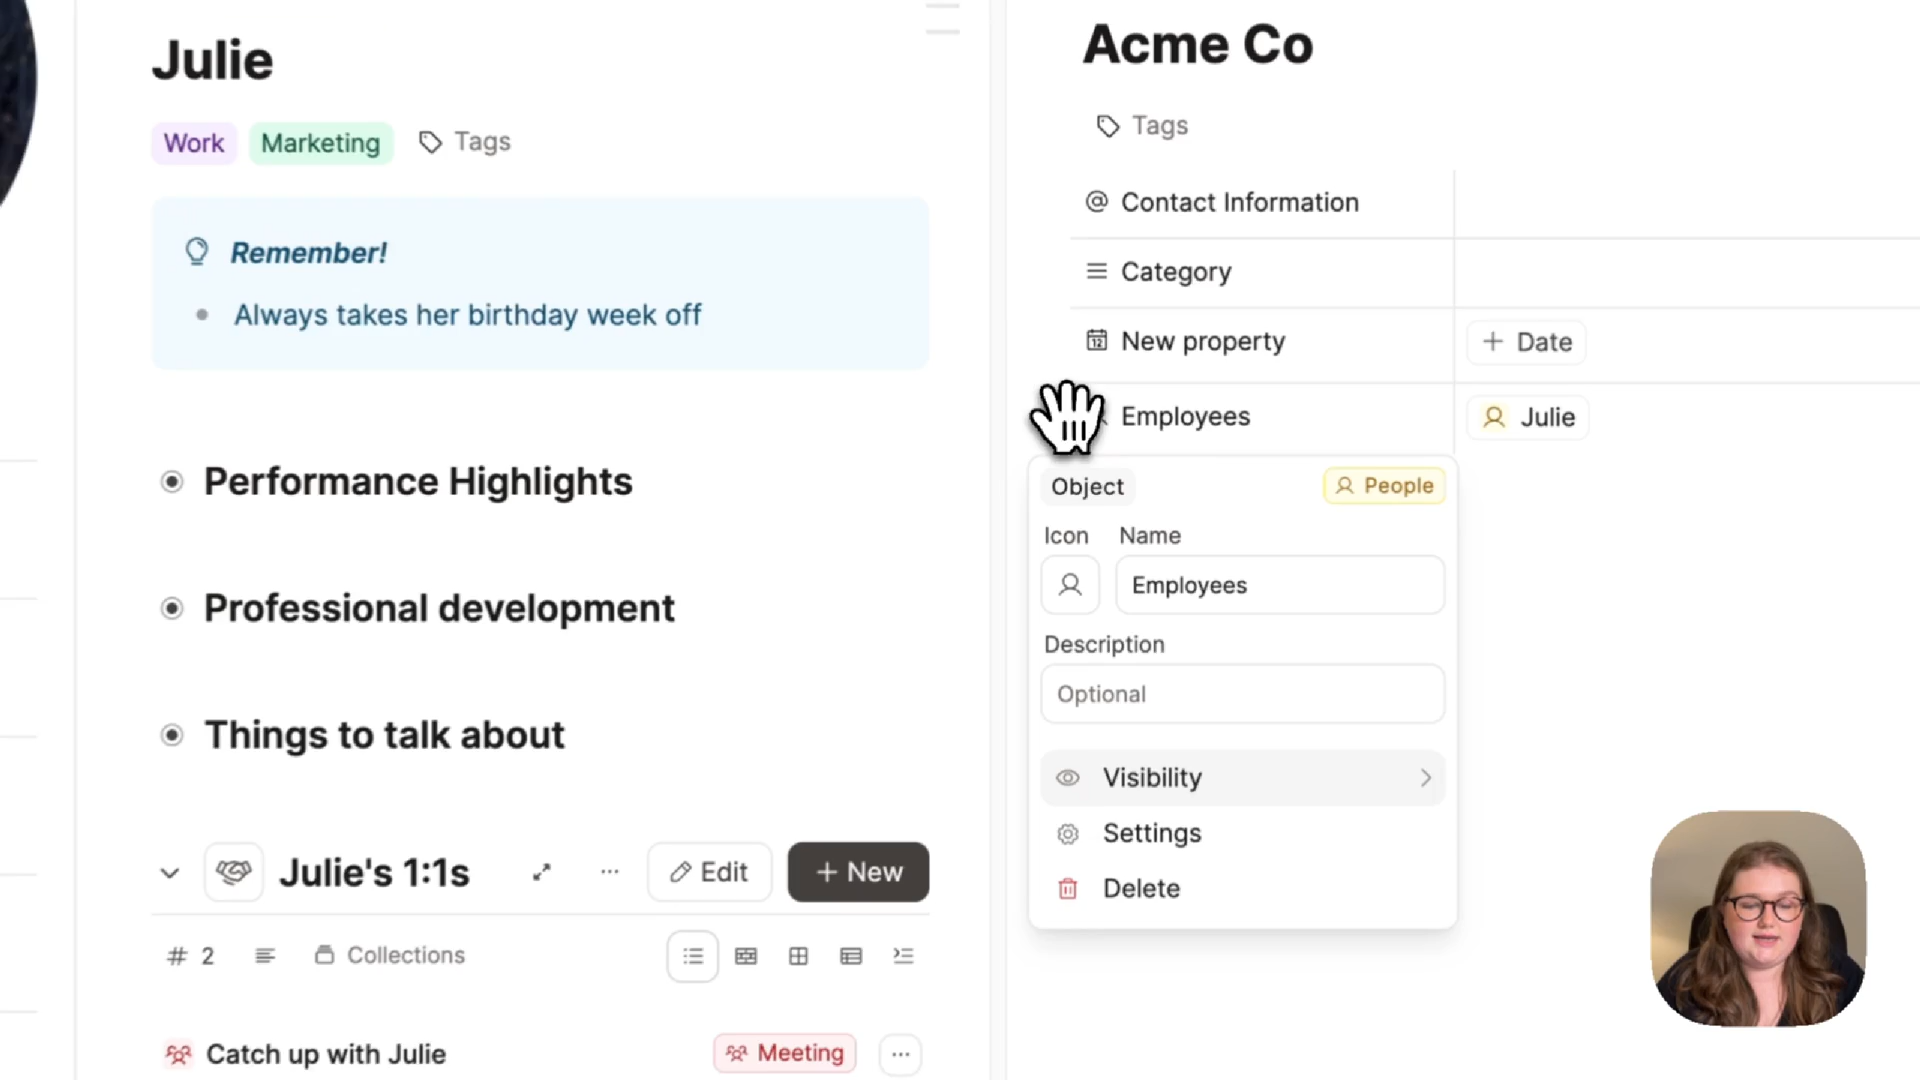 Julie
Work Marketing Tags
Remember!
Always takes her birthday week off
Performance Highlights
Professional development
Things to talk about
Julie's 1:1s ... Edit + New
# 2 Collections
Catch up with Julie Meeting ...
Acme Co
Tags
@ Contact Information
Category
12 New property + Date
Employees Julie
Object People
Icon Name
Employees
Description
Optional
Visibility
Settings
Delete